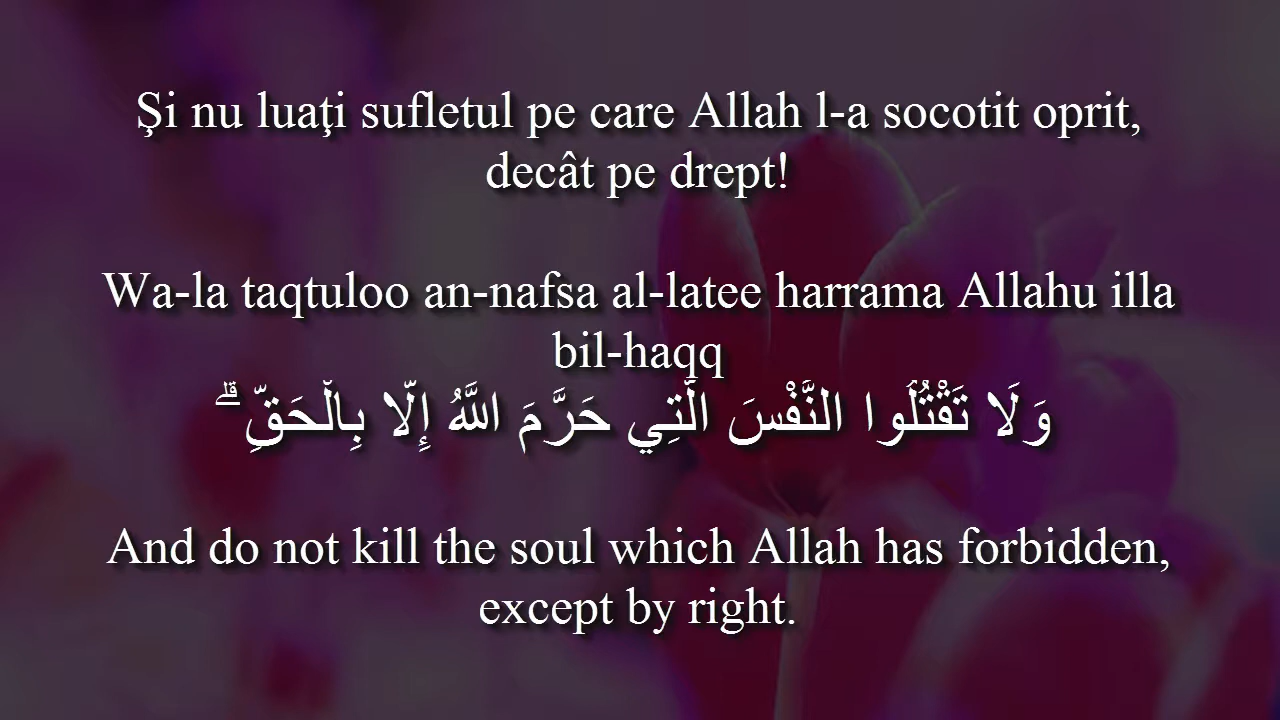 Şi nu luaţi sufletul pe care Allah l-a socotit oprit,
decât pe drept!
Wa-la taqtuloo an-nafsa al-latee harrama Allahu illa
bil-haqq
وَلَا تَقْتُلُوا النَّفْسَ الَّتِي حَرَّمَ اللَّهُ إِلَّا بِالْحَقِّ ۗ
And do not kill the soul which Allah has forbidden,
except by right.